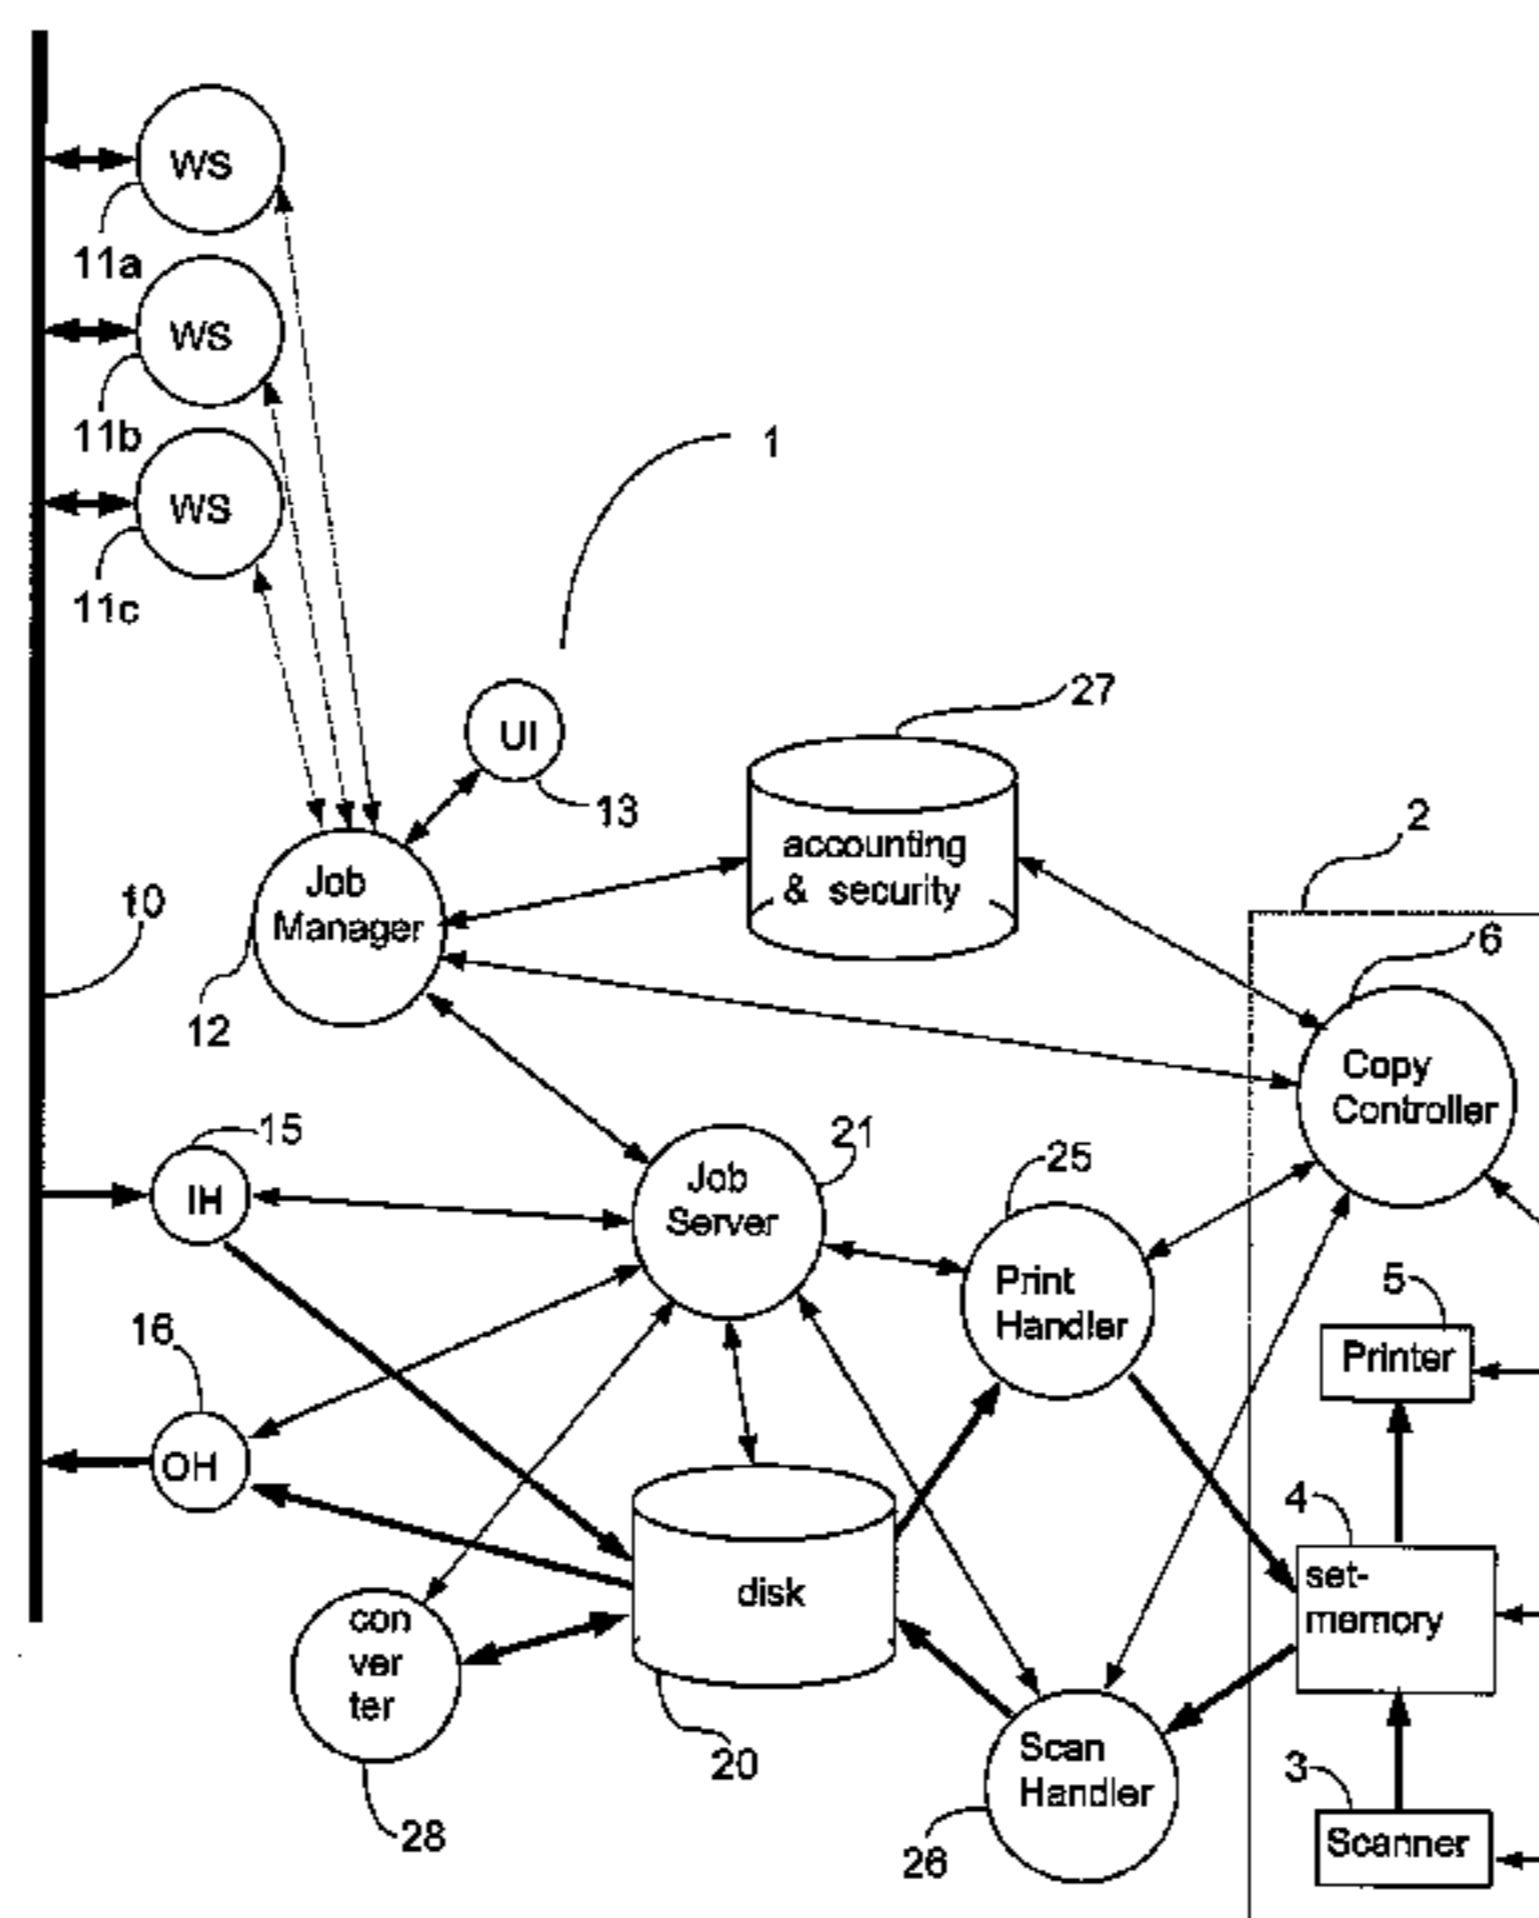 WS
11a
WS
11b
WS
11c
1
UI
13
27
accounting
& security
2
6
Job
Manager
10
12
Copy
Controller
15
IH
21
Job
Server
25
Print
Handler
5
Printer
16
OH
4
set-
memory
disk
con
ver
ter
20
Scan
Handler
3
Scanner
28
26